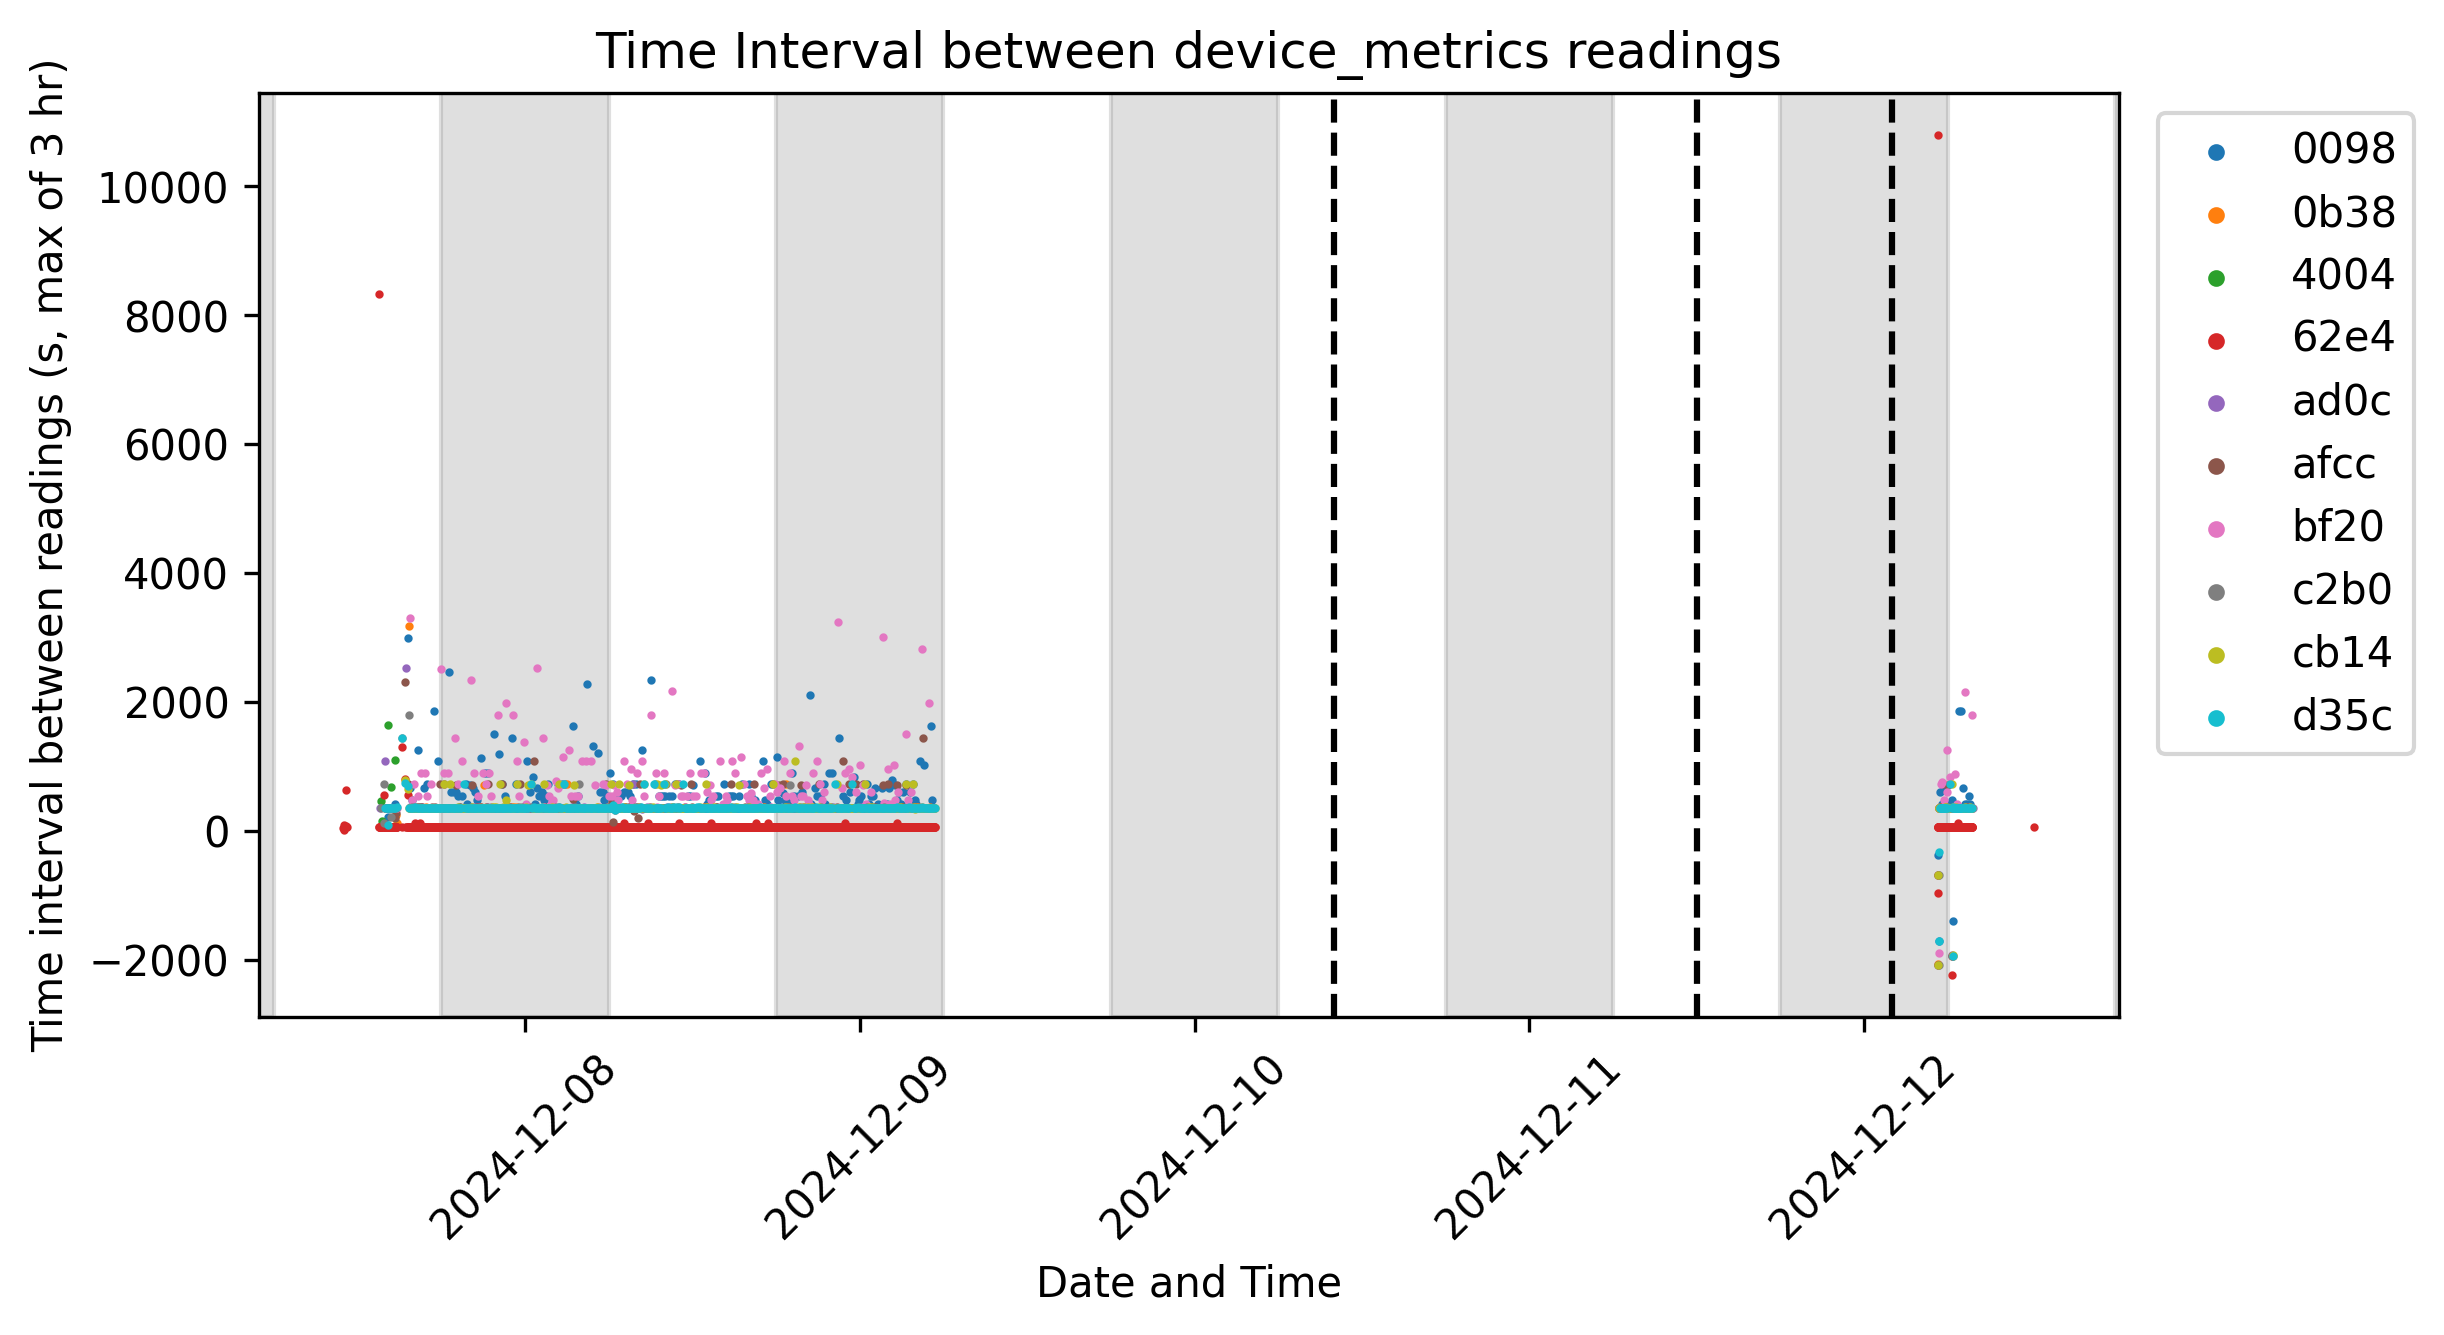 Time Interval between device_metrics readings
Time interval between readings (s, max of 3 hr)
10000
8000
6000
4000
2000
0
−2000
2024-12-08
2024-12-09
2024-12-10
2024-12-11
2024-12-12
Date and Time
0098
0b38
4004
62e4
ad0c
afcc
bf20
c2b0
cb14
d35c